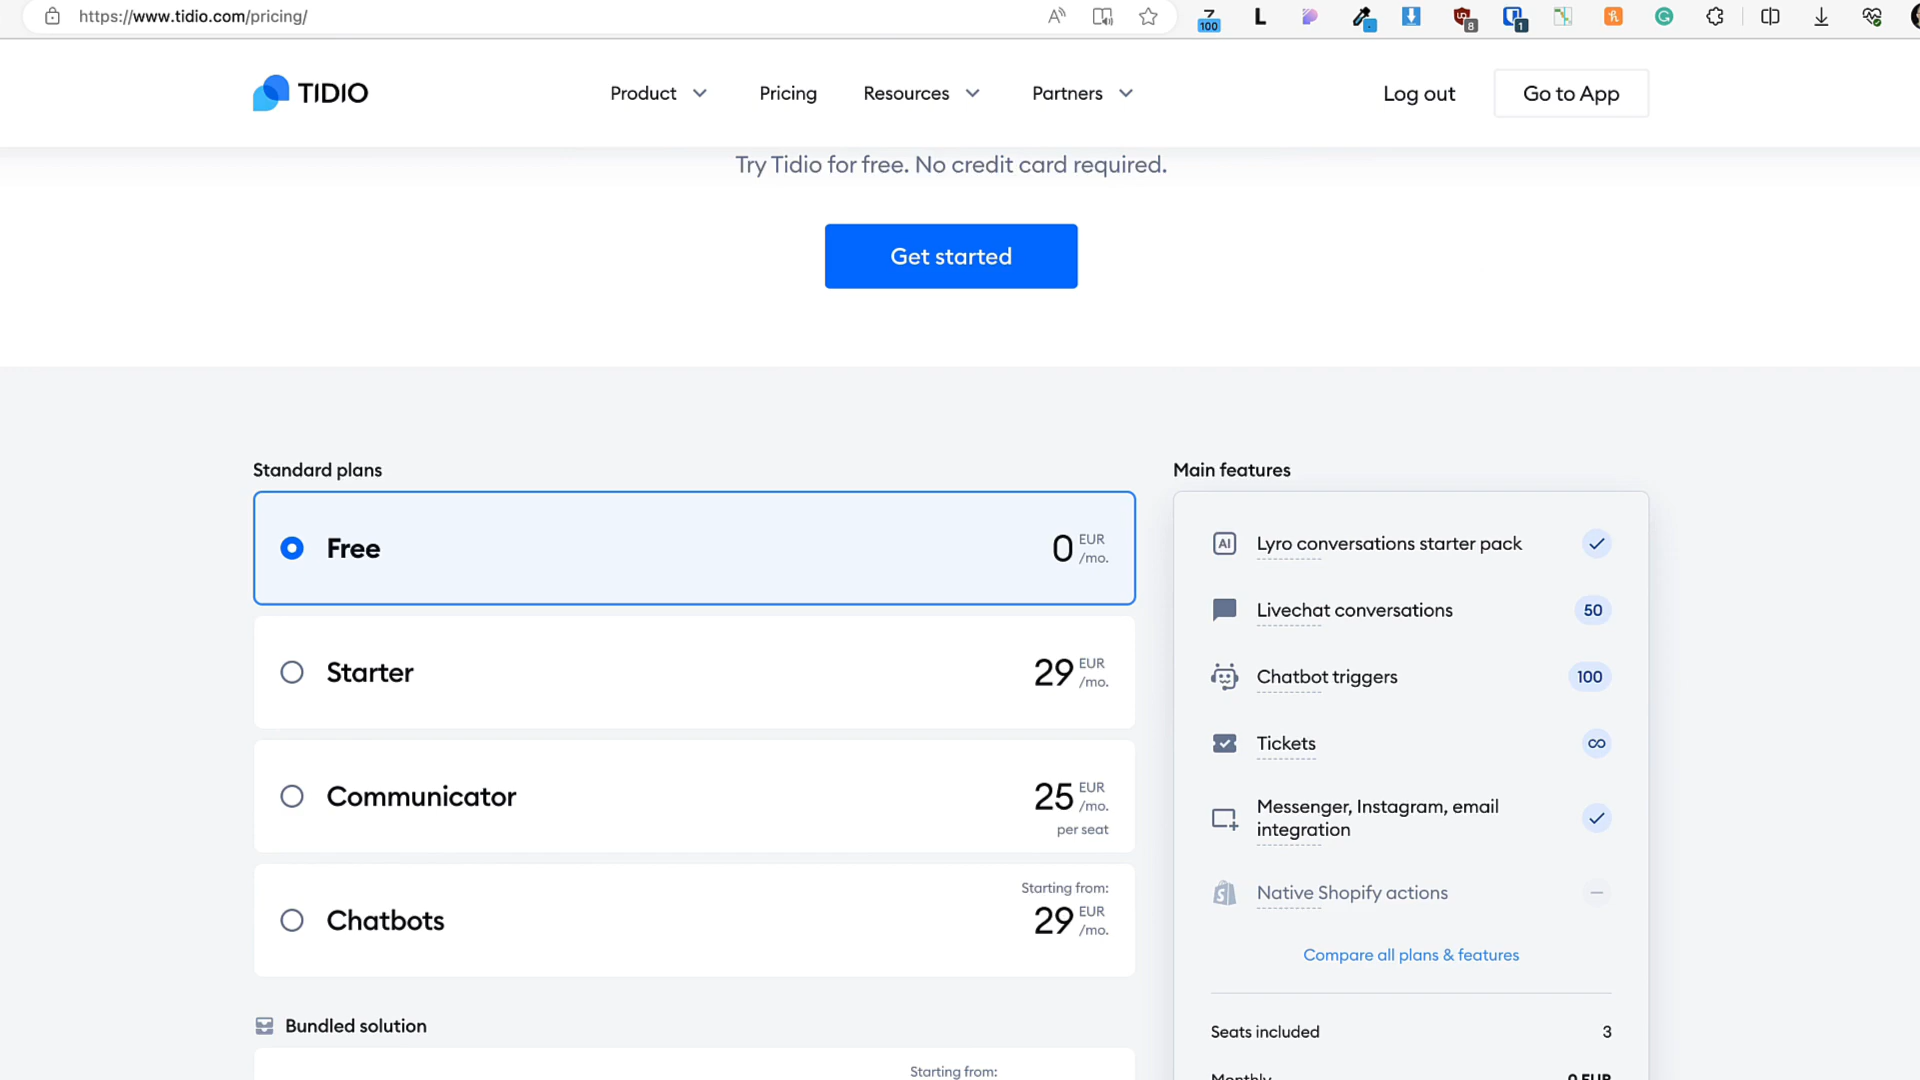 https://www.tidio.com/pricing/
100
8
1
TIDIO
Product
Pricing
Resources
Partners
Log out
Go to App
Try Tidio for free. No credit card required.
Get started
Standard plans
Free
0 EUR /mo.
Starter
29 EUR /mo.
Communicator
25 EUR /mo.
per seat
Chatbots
Starting from:
29 EUR /mo.
Bundled solution
Starting from:
Main features
AI Lyro conversations starter pack
Livechat conversations 50
Chatbot triggers 100
Tickets ∞
Messenger, Instagram, email
integration
Native Shopify actions –
Compare all plans & features
Seats included 3
Monthly 0 EUR